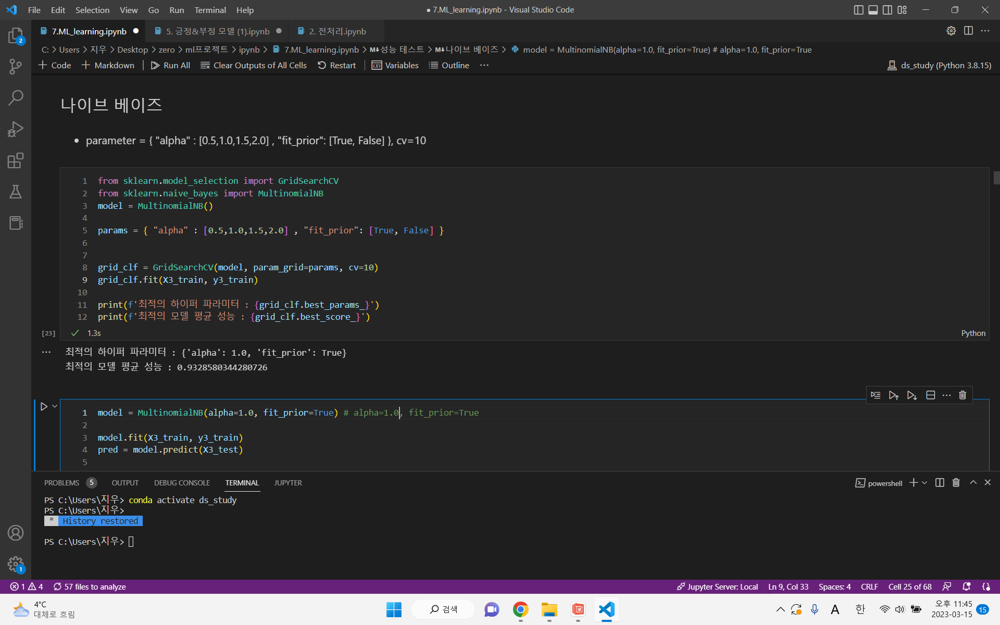 File Edit Selection View Go Run Terminal Help
● 7.ML_learning.ipynb - Visual Studio Code
7.ML_learning.ipynb ●
5. 긍정&부정 모델 (1).ipynb ●
2. 전처리.ipynb
C: > Users > 지우 > Desktop > zero > ml프로젝트 > ipynb > 7.ML_learning.ipynb > M↓성능 테스트 > M↓나이브 베이즈 > model = MultinomialNB(alpha=1.0, fit_prior=True) # alpha=1.0, fit_prior=True
+ Code + Markdown | Run All Clear Outputs of All Cells Restart | Variables Outline ···
ds_study (Python 3.8.15)
나이브 베이즈
• parameter = { "alpha" : [0.5,1.0,1.5,2.0] , "fit_prior": [True, False] }, cv=10
1 from sklearn.model_selection import GridSearchCV
2 from sklearn.naive_bayes import MultinomialNB
3 model = MultinomialNB()
4
5 params = { "alpha" : [0.5,1.0,1.5,2.0] , "fit_prior": [True, False] }
6
7
8 grid_clf = GridSearchCV(model, param_grid=params, cv=10)
9 grid_clf.fit(X3_train, y3_train)
10
11 print(f'최적의 하이퍼 파라미터 : {grid_clf.best_params_}')
12 print(f'최적의 모델 평균 성능 : {grid_clf.best_score_}')
[23] ✓ 1.3s
Python
··· 최적의 하이퍼 파라미터 : {'alpha': 1.0, 'fit_prior': True}
최적의 모델 평균 성능 : 0.9328580344280726
1 model = MultinomialNB(alpha=1.0, fit_prior=True) # alpha=1.0, fit_prior=True
2
3 model.fit(X3_train, y3_train)
4 pred = model.predict(X3_test)
5
PROBLEMS 5 OUTPUT DEBUG CONSOLE TERMINAL JUPYTER
powershell
PS C:\Users\지우> conda activate ds_study
PS C:\Users\지우>
* History restored
PS C:\Users\지우>
2
1
1 4 57 files to analyze
Jupyter Server: Local Ln 9, Col 33 Spaces: 4 CRLF Cell 25 of 68
4°C
대체로 흐림
검색
A 한
오후 11:45
2023-03-15
15